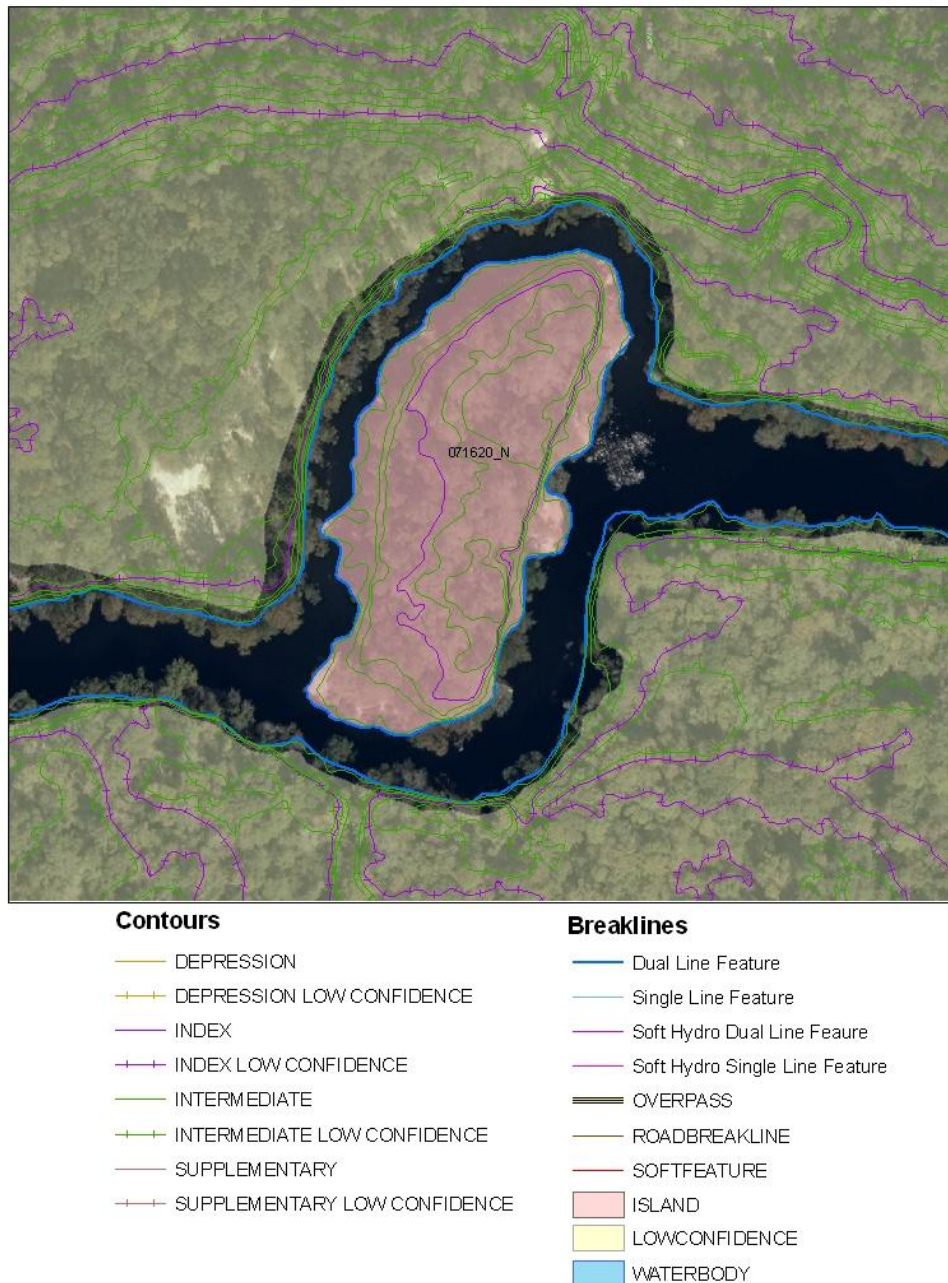 071620_N
Contours
DEPRESSION
DEPRESSION LOW CONFIDENCE
INDEX
INDEX LOW CONFIDENCE
INTERMEDIATE
INTERMEDIATE LOW CONFIDENCE
SUPPLEMENTARY
SUPPLEMENTARY LOW CONFIDENCE
Breaklines
Dual Line Feature
Single Line Feature
Soft Hydro Dual Line Feaure
Soft Hydro Single Line Feature
OVERPASS
ROADBREAKLINE
SOFTFEATURE
ISLAND
LOWCONFIDENCE
WATERBODY